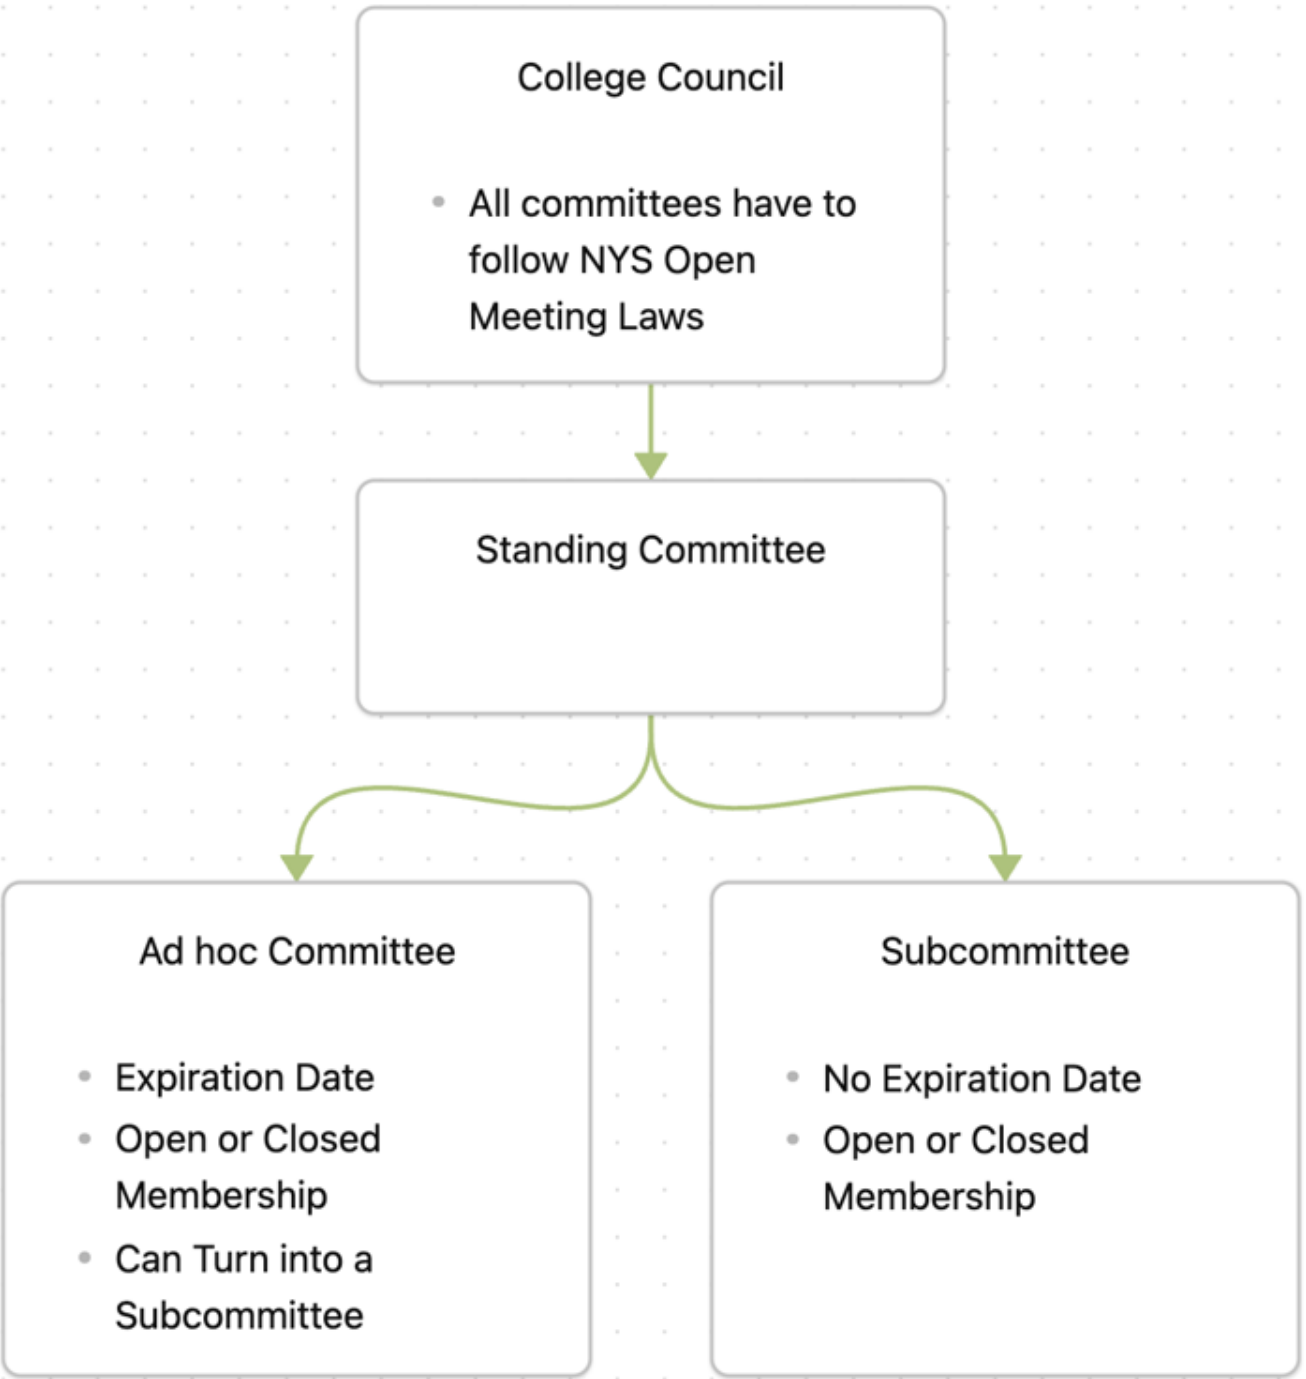 College Council
All committees have to
follow NYS Open
Meeting Laws
Standing Committee
Ad hoc Committee
Expiration Date
Open or Closed
Membership
Can Turn into a
Subcommittee
Subcommittee
No Expiration Date
Open or Closed
Membership